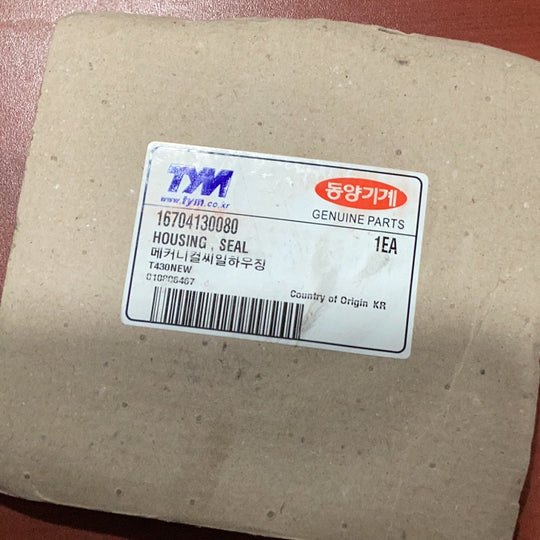 TYM
www.tym.co.kr
동양기계
GENUINE PARTS
16704130080
1EA
HOUSING , SEAL
메커니컬씨일하우징
T430NEW
010806467
Country of Origin KR